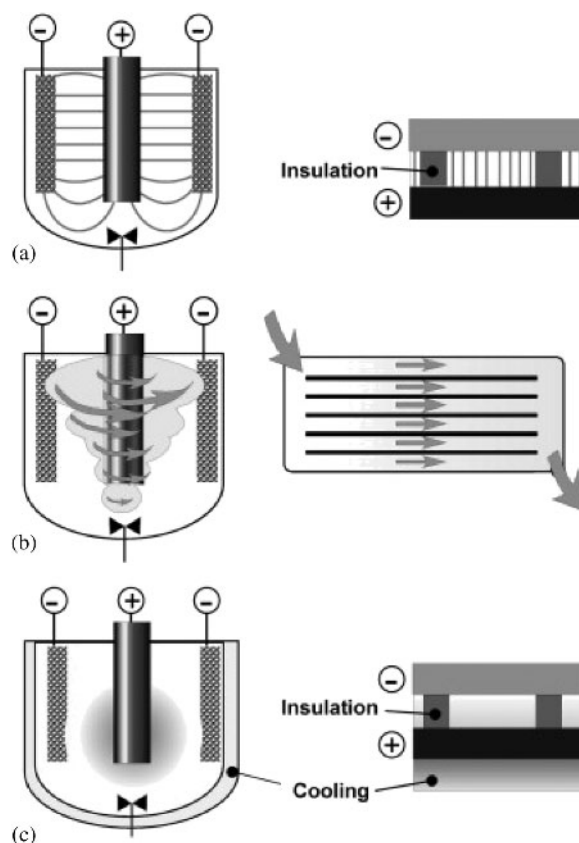 − + −
−
Insulation
+
(a)
− + −
(b)
− + −
−
Insulation
+
Cooling
(c)